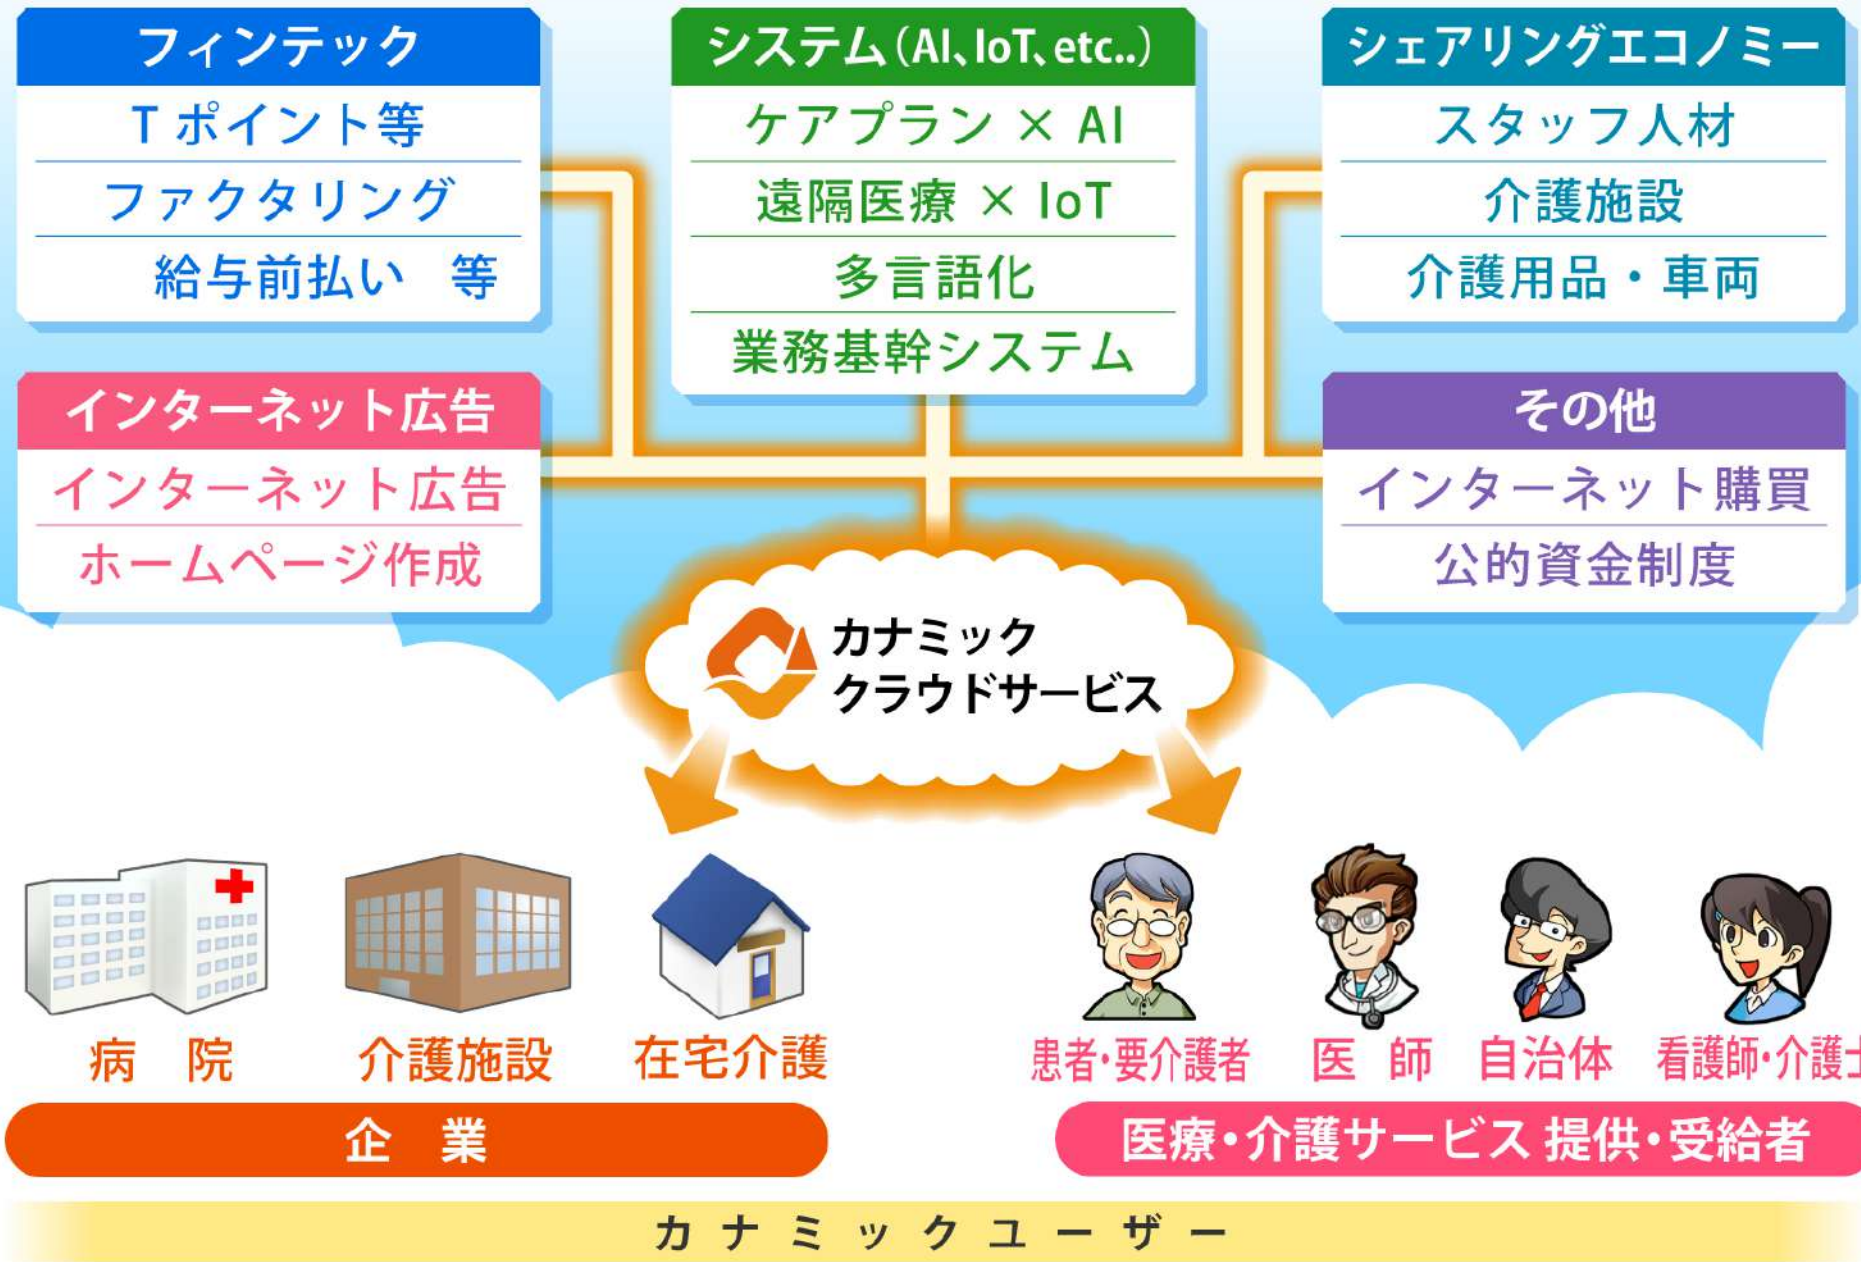 フィンテック
Tポイント等
ファクタリング
給与前払い 等
システム(AI、IoT、etc..)
ケアプラン × AI
遠隔医療 × IoT
多言語化
業務基幹システム
シェアリングエコノミー
スタッフ人材
介護施設
介護用品・車両
インターネット広告
インターネット広告
ホームページ作成
その他
インターネット購買
公的資金制度
カナミック
クラウドサービス
病 院
介護施設
在宅介護
患者・要介護者
医 師
自治体
看護師・介護士
企 業
医療・介護サービス 提供・受給者
カナミックユーザー